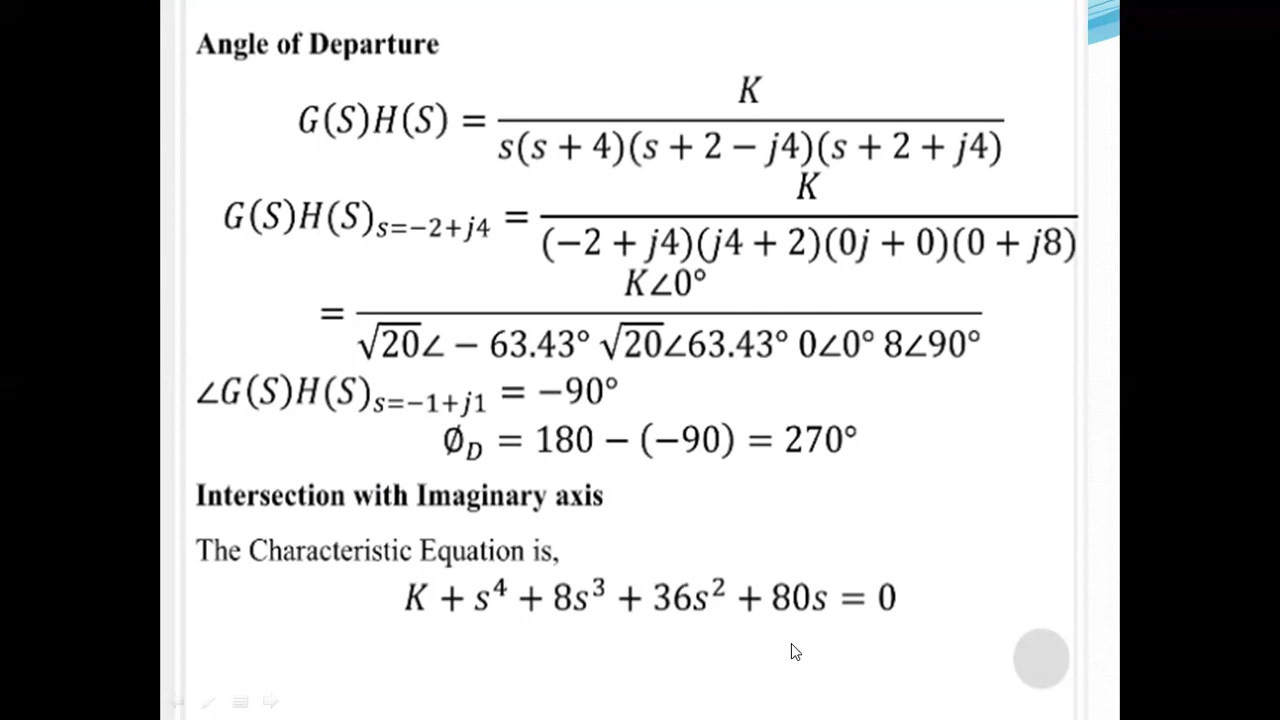 Angle of Departure
G(S)H(S) = K / s(s + 4)(s + 2 − j4)(s + 2 + j4)
G(S)H(S)s=−2+j4 = K / (−2 + j4)(j4 + 2)(0j + 0)(0 + j8)
= K∠0° / √20∠ − 63.43° √20∠63.43° 0∠0° 8∠90°
∠G(S)H(S)s=−1+j1 = −90°
ØD = 180 − (−90) = 270°
Intersection with Imaginary axis
The Characteristic Equation is,
K + s⁴ + 8s³ + 36s² + 80s = 0